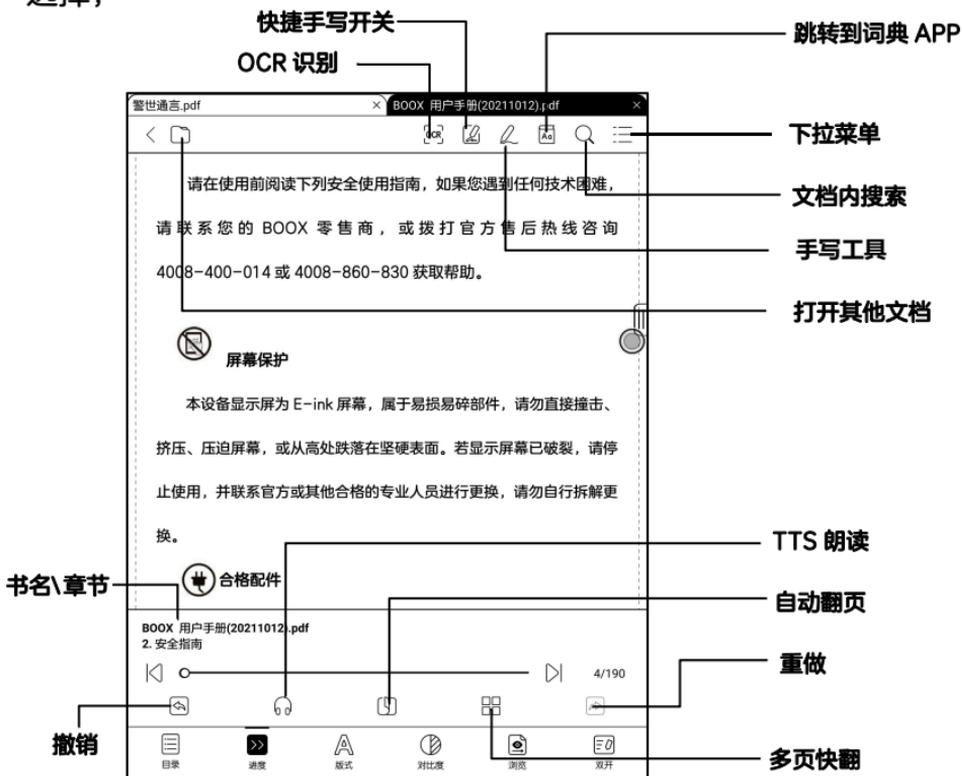 选择；
快捷手写开关
跳转到词典 APP
OCR 识别
警世通言.pdf × BOOX 用户手册(20211012).pdf ×
OCR Aa
下拉菜单
文档内搜索
请在使用前阅读下列安全使用指南，如果您遇到任何技术困难，
请联系您的 BOOX 零售商，或拨打官方售后热线咨询
手写工具
4008-400-014 或 4008-860-830 获取帮助。
打开其他文档
屏幕保护
本设备显示屏为 E-ink 屏幕，属于易损易碎部件，请勿直接撞击、
挤压、压迫屏幕，或从高处跌落在坚硬表面。若显示屏幕已破裂，请停
止使用，并联系官方或其他合格的专业人员进行更换，请勿自行拆解更
换。
TTS 朗读
合格配件
书名\章节
自动翻页
BOOX 用户手册(20211012).pdf
2. 安全指南
重做
4/190
撤销
多页快翻
目录 进度 版式 对比度 浏览 双开